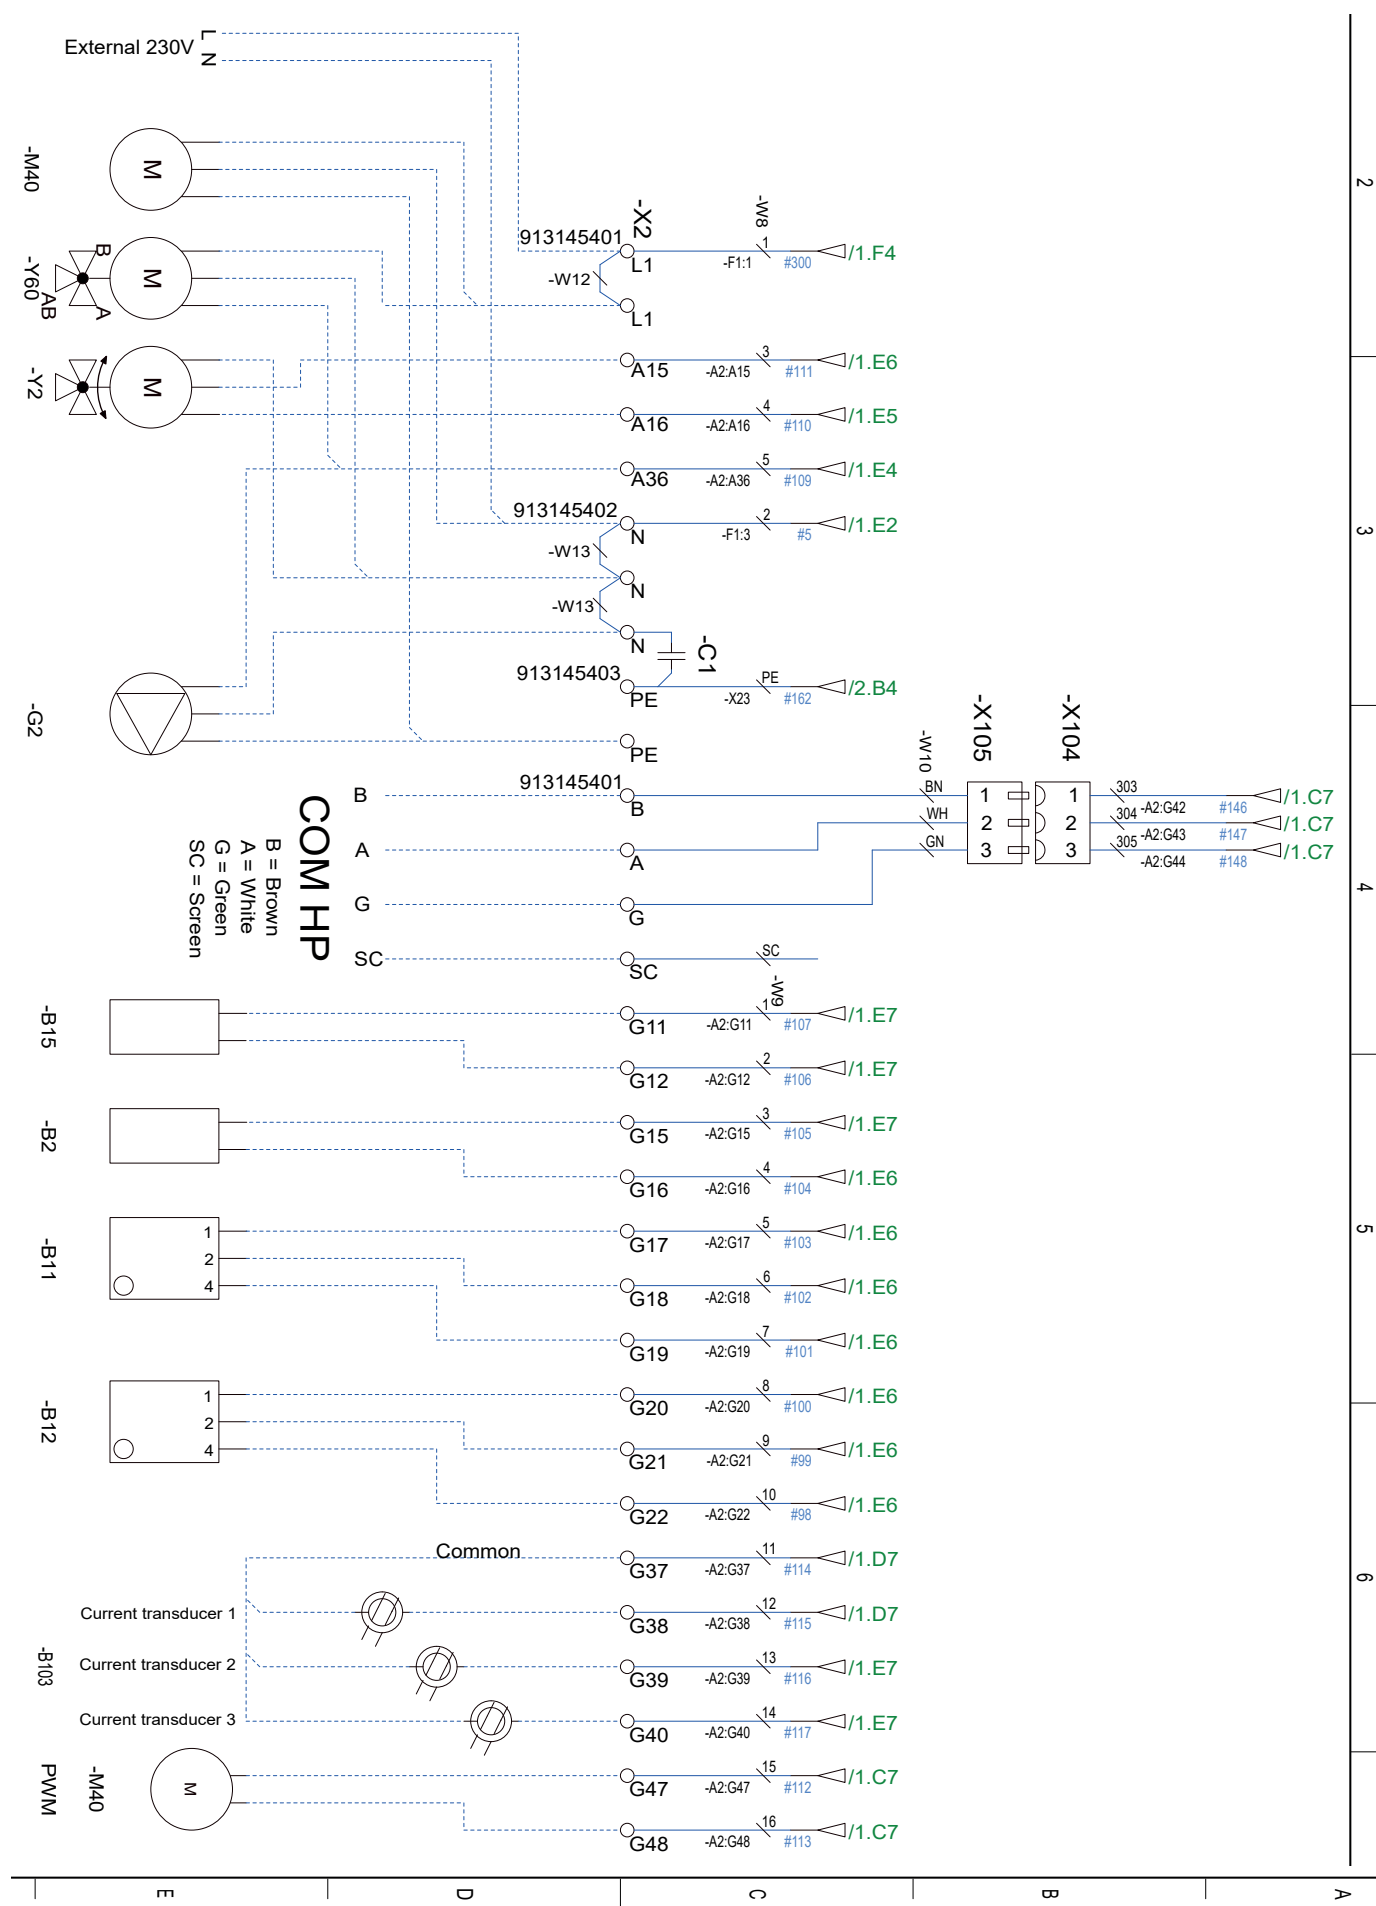 External 230V L
N
2
-M40
M
-X2
-W8
913145401
L1
-F1:1
1
#300
/1.F4
-W12
L1
-Y60
B
A
AB
M
-Y2
M
A15
-A2:A15
3
#111
/1.E6
A16
-A2:A16
4
#110
/1.E5
A36
-A2:A36
5
#109
/1.E4
913145402
N
-F1:3
2
#5
/1.E2
3
-W13
N
-W13
N
-C1
913145403
PE
-X23
PE
#162
/2.B4
-G2
PE
-W10
-X105
-X104
913145401
B
B
BN
1
1
303
-A2:G42
#146
/1.C7
A
A
WH
2
2
304
-A2:G43
#147
/1.C7
G
G
GN
3
3
305
-A2:G44
#148
/1.C7
SC
SC
SC
4
COM HP
B = Brown
A = White
G = Green
SC = Screen
-W9
-B15
G11
-A2:G11
1
#107
/1.E7
G12
-A2:G12
2
#106
/1.E7
-B2
G15
-A2:G15
3
#105
/1.E7
G16
-A2:G16
4
#104
/1.E6
-B11
1
2
4
G17
-A2:G17
5
#103
/1.E6
5
G18
-A2:G18
6
#102
/1.E6
G19
-A2:G19
7
#101
/1.E6
-B12
1
2
4
G20
-A2:G20
8
#100
/1.E6
G21
-A2:G21
9
#99
/1.E6
G22
-A2:G22
10
#98
/1.E6
Common
G37
-A2:G37
11
#114
/1.D7
6
Current transducer 1
G38
-A2:G38
12
#115
/1.D7
-B103
Current transducer 2
G39
-A2:G39
13
#116
/1.E7
Current transducer 3
G40
-A2:G40
14
#117
/1.E7
PWM
-M40
M
G47
-A2:G47
15
#112
/1.C7
G48
-A2:G48
16
#113
/1.C7
E
D
C
B
A